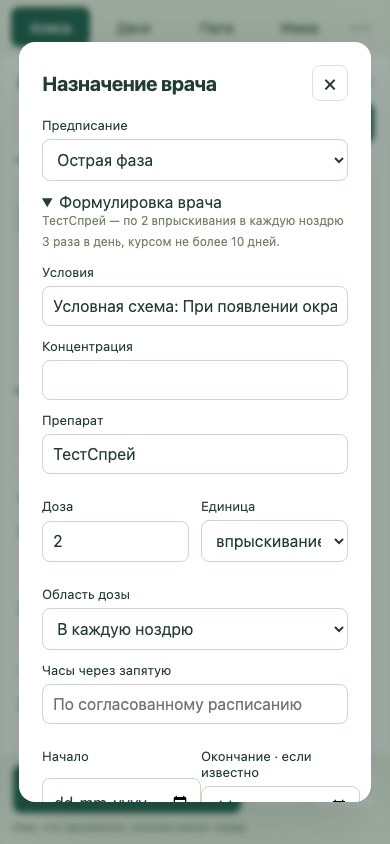 Назначение врача
Предписание
Острая фаза
▼ Формулировка врача
ТестСпрей — по 2 впрыскивания в каждую ноздрю
3 раза в день, курсом не более 10 дней.
Условия
Условная схема: При появлении окра
Концентрация
Препарат
ТестСпрей
Доза
Единица
2
впрыскивание
Область дозы
В каждую ноздрю
Часы через запятую
По согласованному расписанию
Начало
Окончание · если
известно